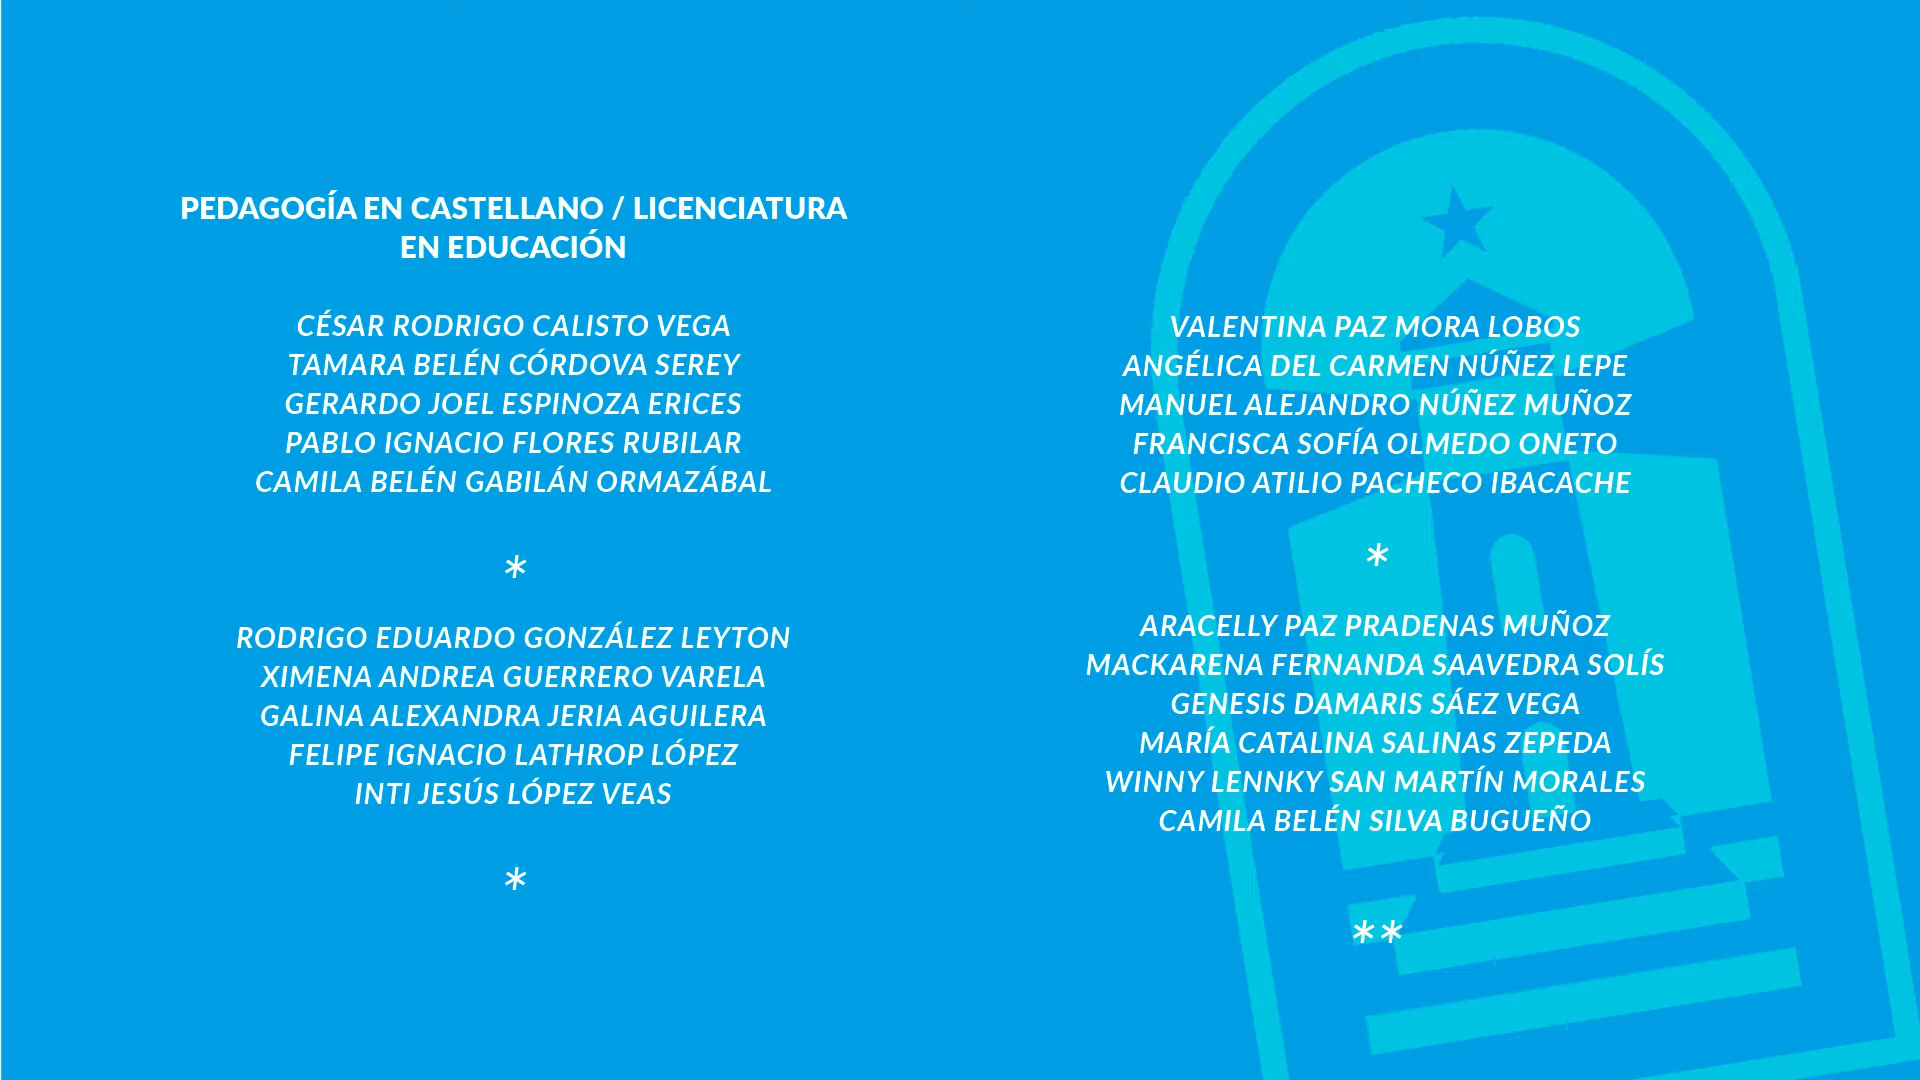 PEDAGOGÍA EN CASTELLANO / LICENCIATURA
EN EDUCACIÓN
CÉSAR RODRIGO CALISTO VEGA
TAMARA BELÉN CÓRDOVA SEREY
GERARDO JOEL ESPINOZA ERICES
PABLO IGNACIO FLORES RUBILAR
CAMILA BELÉN GABILÁN ORMAZÁBAL
*
RODRIGO EDUARDO GONZÁLEZ LEYTON
XIMENA ANDREA GUERRERO VARELA
GALINA ALEXANDRA JERIA AGUILERA
FELIPE IGNACIO LATHROP LÓPEZ
INTI JESÚS LÓPEZ VEAS
*
VALENTINA PAZ MORA LOBOS
ANGÉLICA DEL CARMEN NÚÑEZ LEPE
MANUEL ALEJANDRO NÚÑEZ MUÑOZ
FRANCISCA SOFÍA OLMEDO ONETO
CLAUDIO ATILIO PACHECO IBACACHE
*
ARACELLY PAZ PRADENAS MUÑOZ
MACKARENA FERNANDA SAAVEDRA SOLÍS
GENESIS DAMARIS SÁEZ VEGA
MARÍA CATALINA SALINAS ZEPEDA
WINNY LENNKY SAN MARTÍN MORALES
CAMILA BELÉN SILVA BUGUEÑO
**